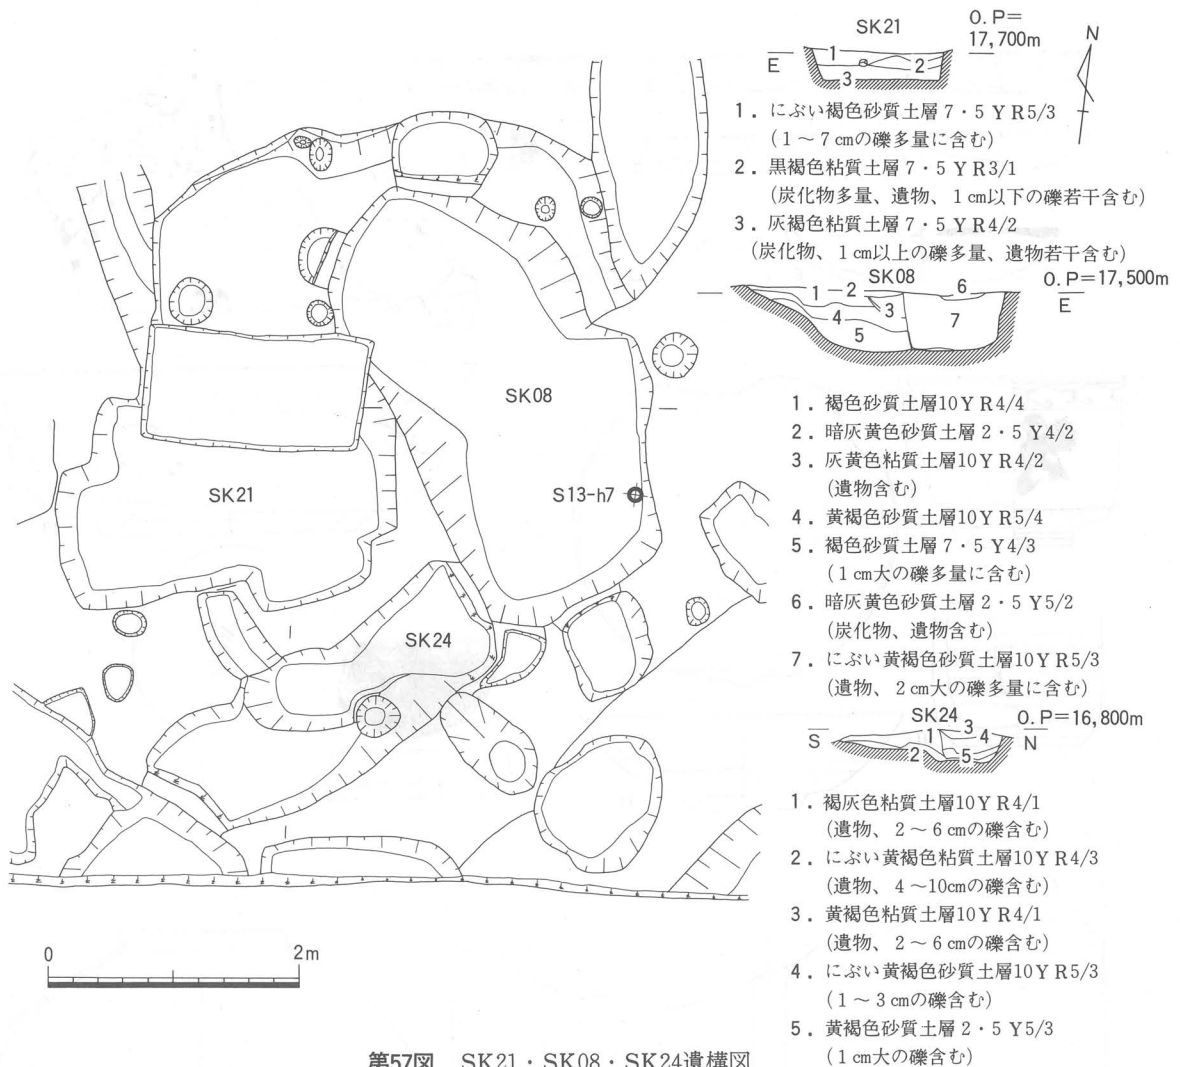 SK21
O.P=
17,700m
N
E
1
2
3
1. にぶい褐色砂質土層7・5YR5/3
(1～7cmの礫多量に含む)
2. 黒褐色粘質土層7・5YR3/1
(炭化物多量、遺物、1cm以下の礫若干含む)
3. 灰褐色粘質土層7・5YR4/2
(炭化物、1cm以上の礫多量、遺物若干含む)
SK08
O.P=17,500m
E
1-2
6
3
4
7
5
1. 褐色砂質土層10YR4/4
2. 暗灰黄色砂質土層2・5Y4/2
3. 灰黄色粘質土層10YR4/2
(遺物含む)
4. 黄褐色砂質土層10YR5/4
5. 褐色砂質土層7・5Y4/3
(1cm大の礫多量に含む)
6. 暗灰黄色砂質土層2・5Y5/2
(炭化物、遺物含む)
7. にぶい黄褐色砂質土層10YR5/3
(遺物、2cm大の礫多量に含む)
SK24
O.P=16,800m
S
N
1
3
4
2
5
1. 褐灰色粘質土層10YR4/1
(遺物、2～6cmの礫含む)
2. にぶい黄褐色粘質土層10YR4/3
(遺物、4～10cmの礫含む)
3. 黄褐色粘質土層10YR4/1
(遺物、2～6cmの礫含む)
4. にぶい黄褐色砂質土層10YR5/3
(1～3cmの礫含む)
5. 黄褐色砂質土層2・5Y5/3
(1cm大の礫含む)
SK08
SK21
S13-h7
SK24
0
2m
第57図 SK21・SK08・SK24遺構図